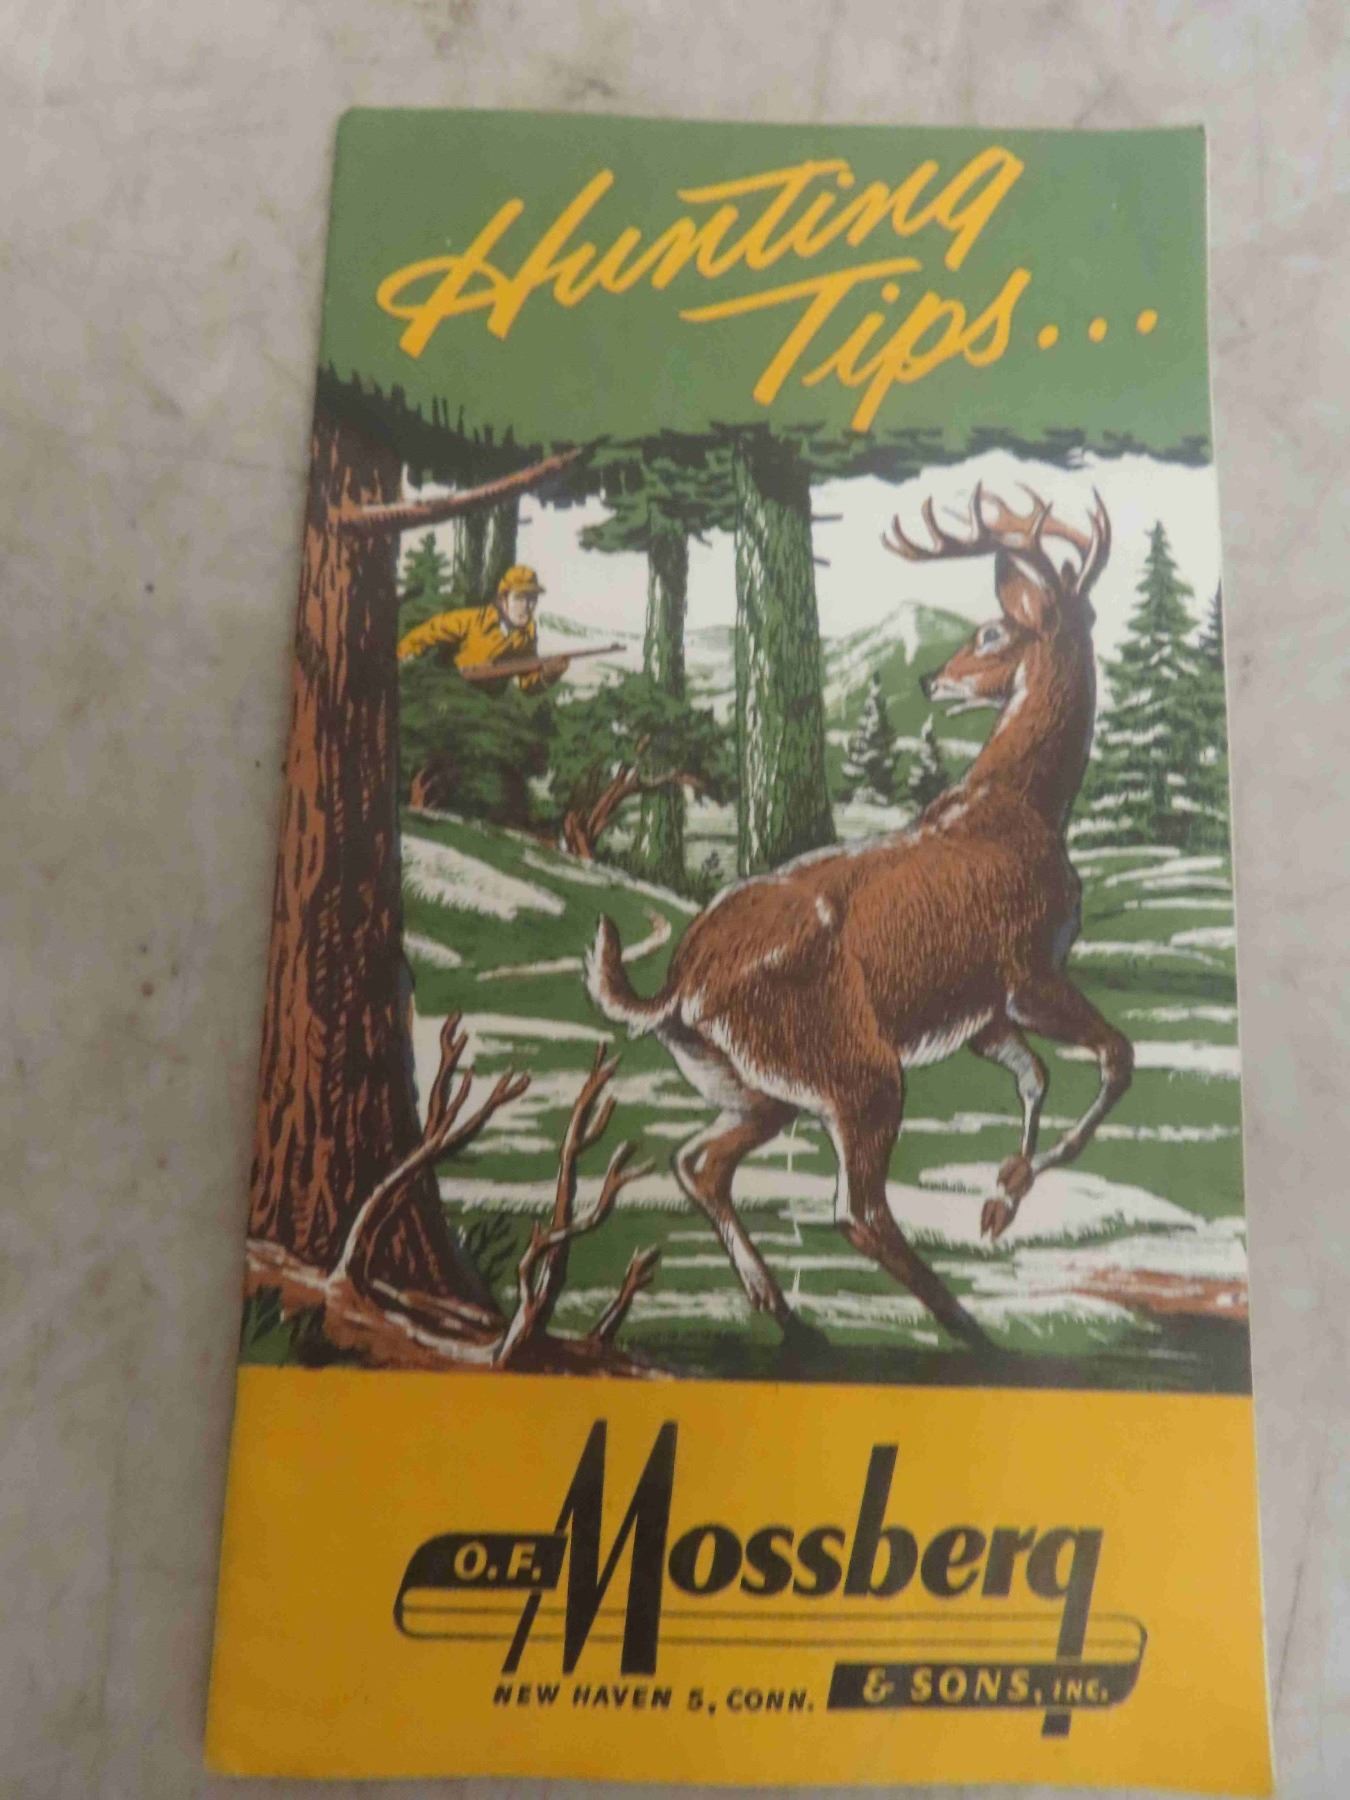 Hunting
Tips...
O.F. Mossberg
& SONS, INC.
NEW HAVEN 5, CONN.